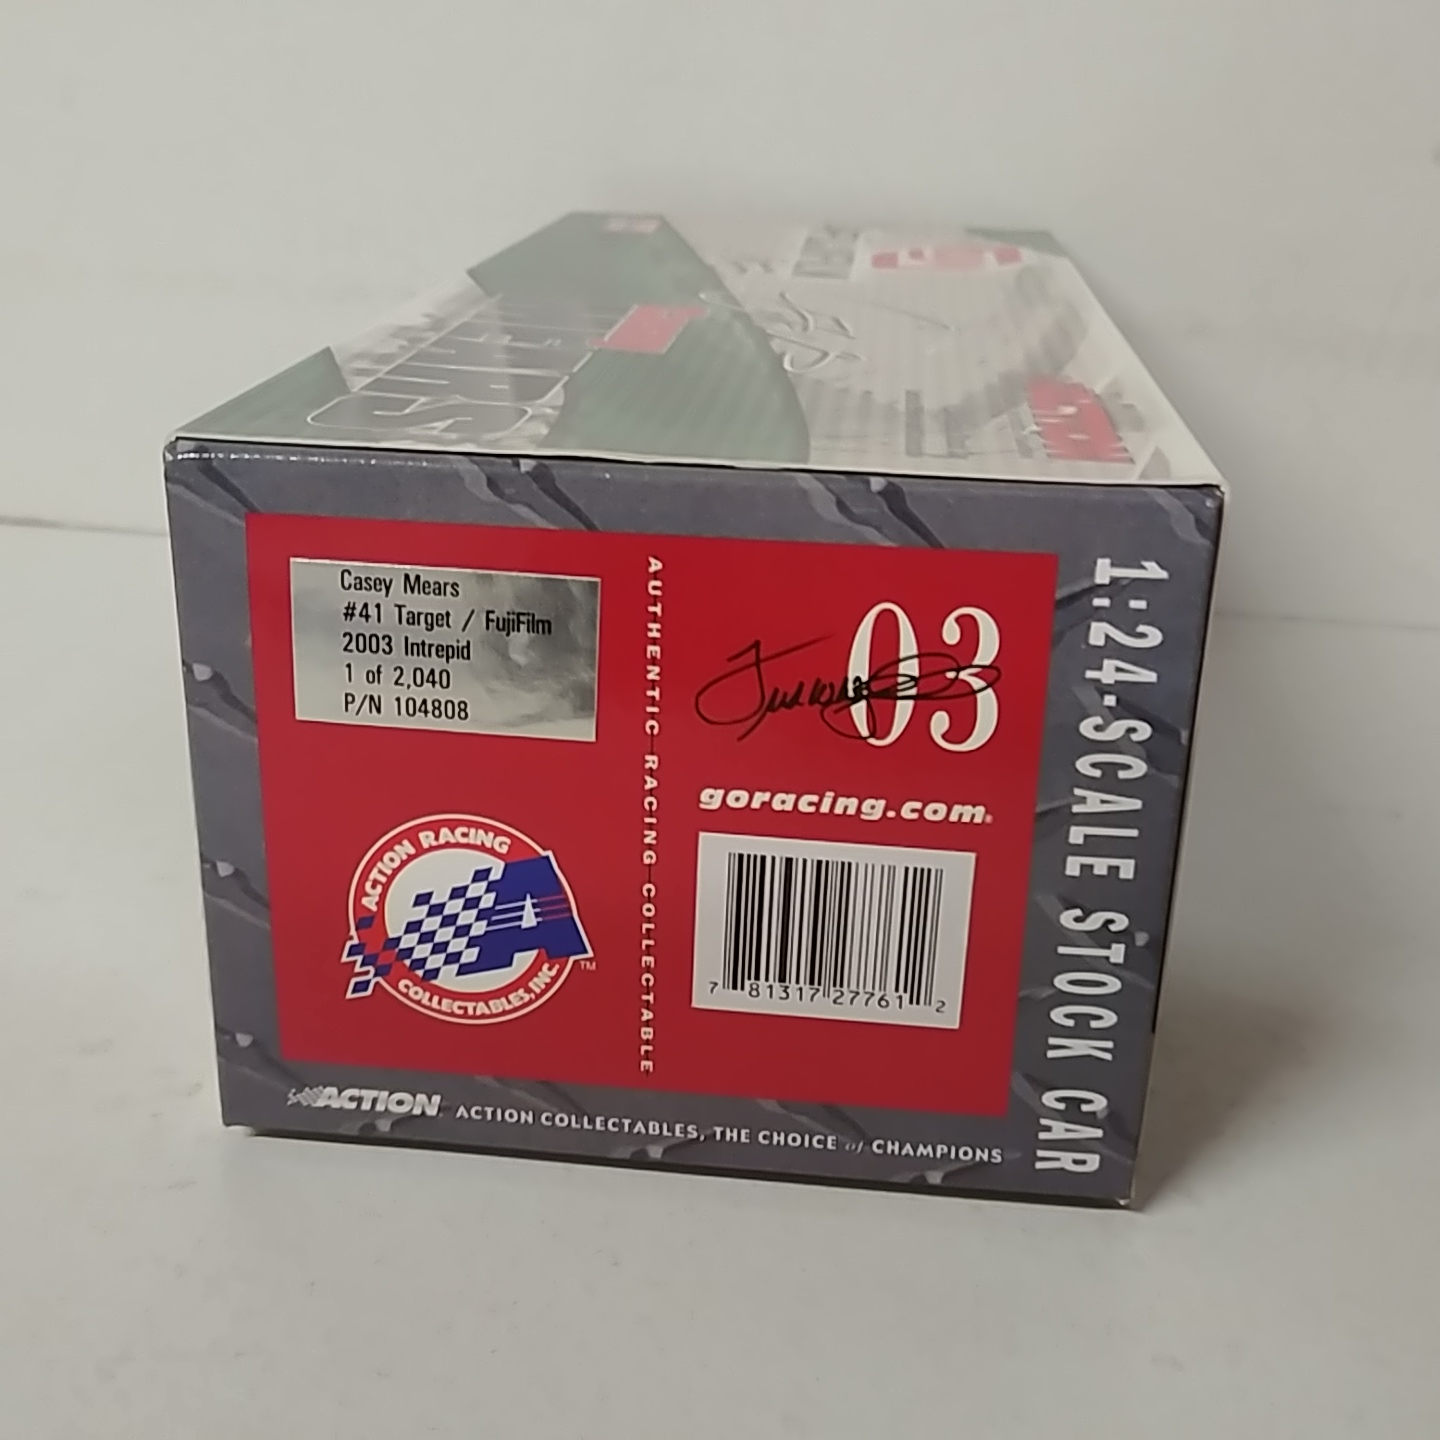 Casey Mears
#41 Target / FujiFilm
2003 Intrepid
1 of 2,040
P/N 104808
AUTHENTIC RACING COLLECTABLE
03
goracing.com®
7 81317 27761 2
ACTION RACING
COLLECTABLES, INC.
A
TM
1:24-SCALE STOCK CAR
ACTION ACTION COLLECTABLES, THE CHOICE of CHAMPIONS